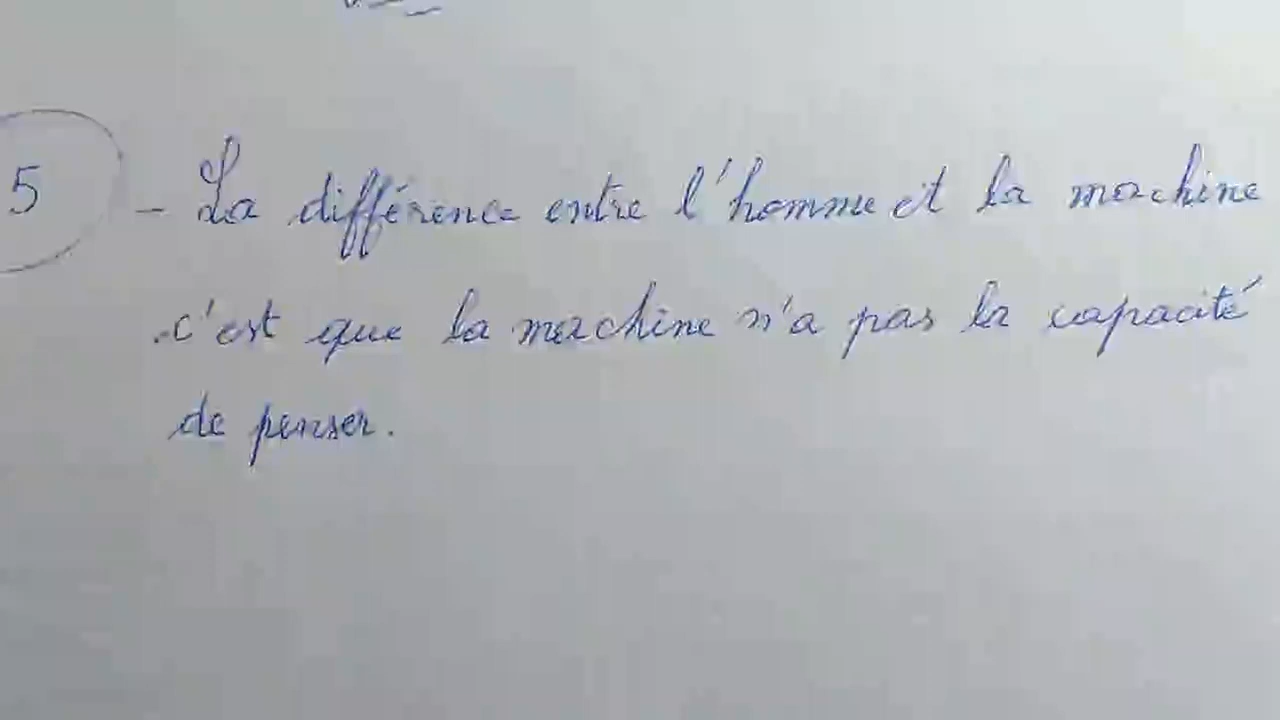 5 - La différence entre l'homme et la machine
c'est que la machine n'a pas la capacité
de penser.